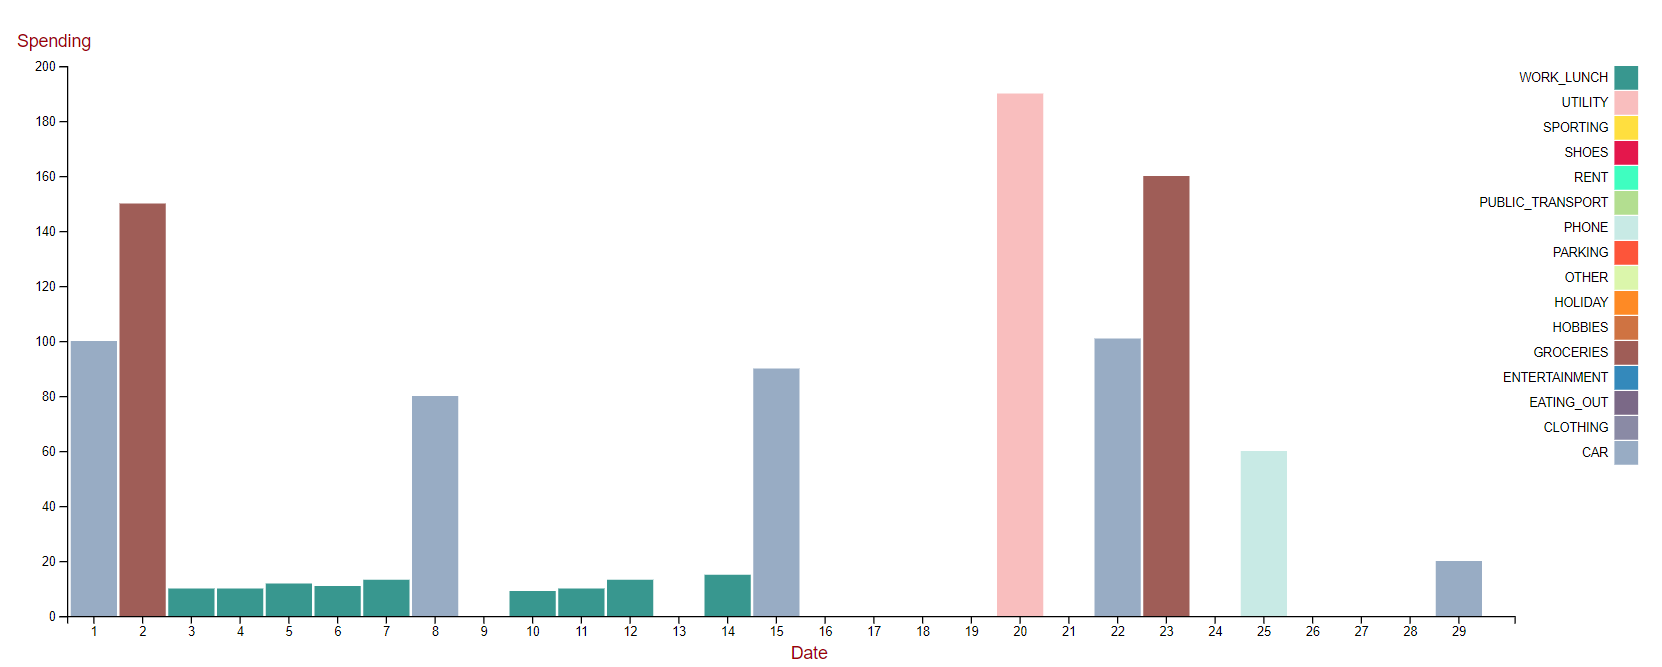 Spending
200
180
160
140
120
100
80
60
40
20
0
1 2 3 4 5 6 7 8 9 10 11 12 13 14 15 16 17 18 19 20 21 22 23 24 25 26 27 28 29
Date
WORK_LUNCH
UTILITY
SPORTING
SHOES
RENT
PUBLIC_TRANSPORT
PHONE
PARKING
OTHER
HOLIDAY
HOBBIES
GROCERIES
ENTERTAINMENT
EATING_OUT
CLOTHING
CAR